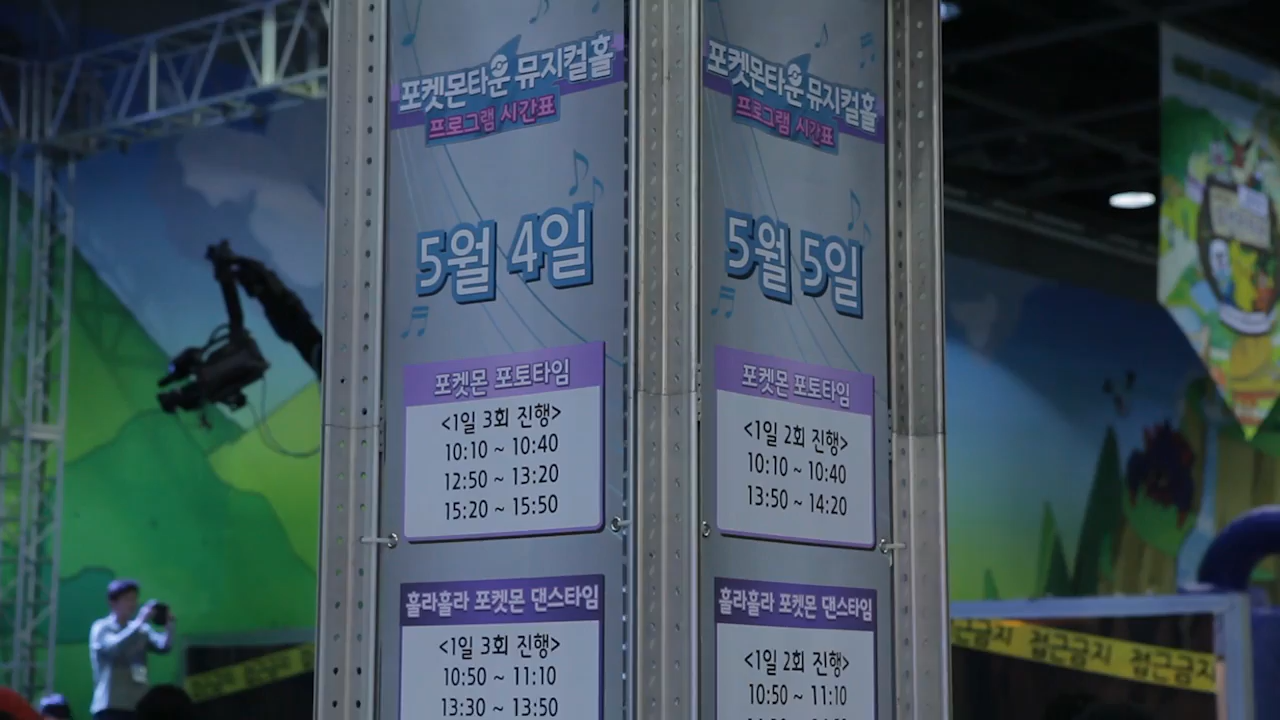 포켓몬타운 뮤지컬홀
프로그램 시간표
5월 4일
포켓몬 포토타임
<1일 3회 진행>
10:10 ~ 10:40
12:50 ~ 13:20
15:20 ~ 15:50
훌라훌라 포켓몬 댄스타임
<1일 3회 진행>
10:50 ~ 11:10
13:30 ~ 13:50
포켓몬타운 뮤지컬홀
프로그램 시간표
5월 5일
포켓몬 포토타임
<1일 2회 진행>
10:10 ~ 10:40
13:50 ~ 14:20
훌라훌라 포켓몬 댄스타임
<1일 2회 진행>
10:50 ~ 11:10
접근금지 접근금지